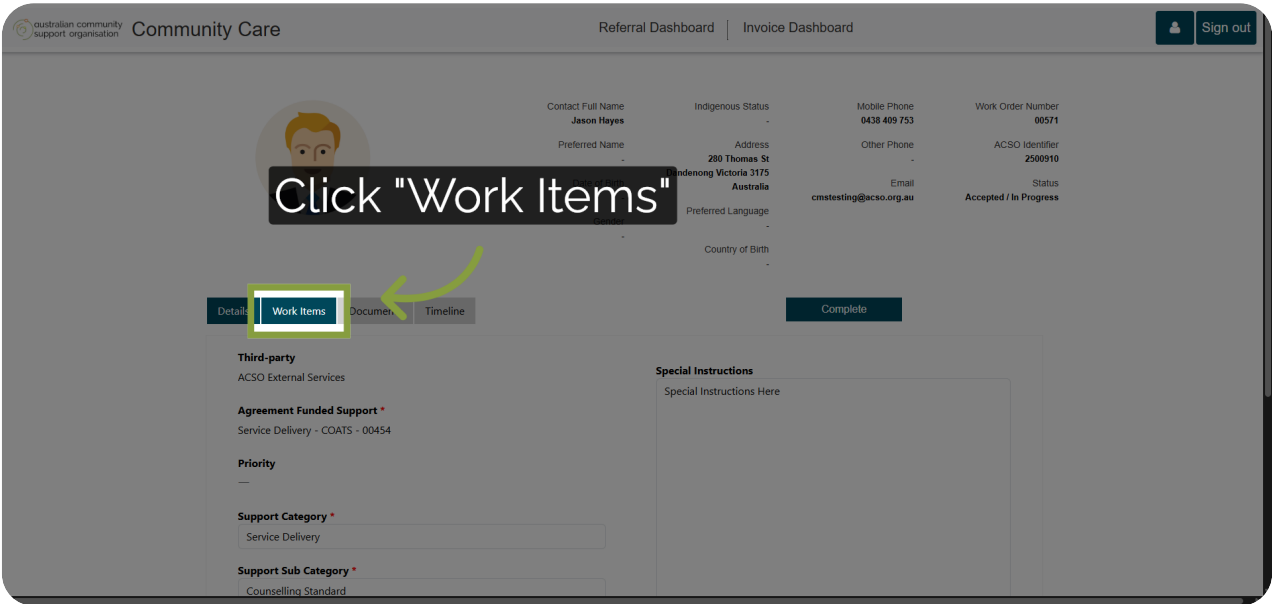 australian community
support organisation
Community Care
Referral Dashboard
Invoice Dashboard
Sign out
Contact Full Name
Jason Hayes
Preferred Name
-
Date of Birth
Gender
-
Indigenous Status
-
Address
280 Thomas St
Dandenong Victoria 3175
Australia
Preferred Language
-
Country of Birth
-
Mobile Phone
0438 409 753
Other Phone
-
Email
cmstesting@acso.org.au
Work Order Number
00571
ACSO Identifier
2500910
Status
Accepted / In Progress
Click "Work Items"
Details
Work Items
Documen
Timeline
Complete
Third-party
ACSO External Services
Agreement Funded Support *
Service Delivery - COATS - 00454
Priority
—
Support Category *
Service Delivery
Support Sub Category *
Counselling Standard
Special Instructions
Special Instructions Here